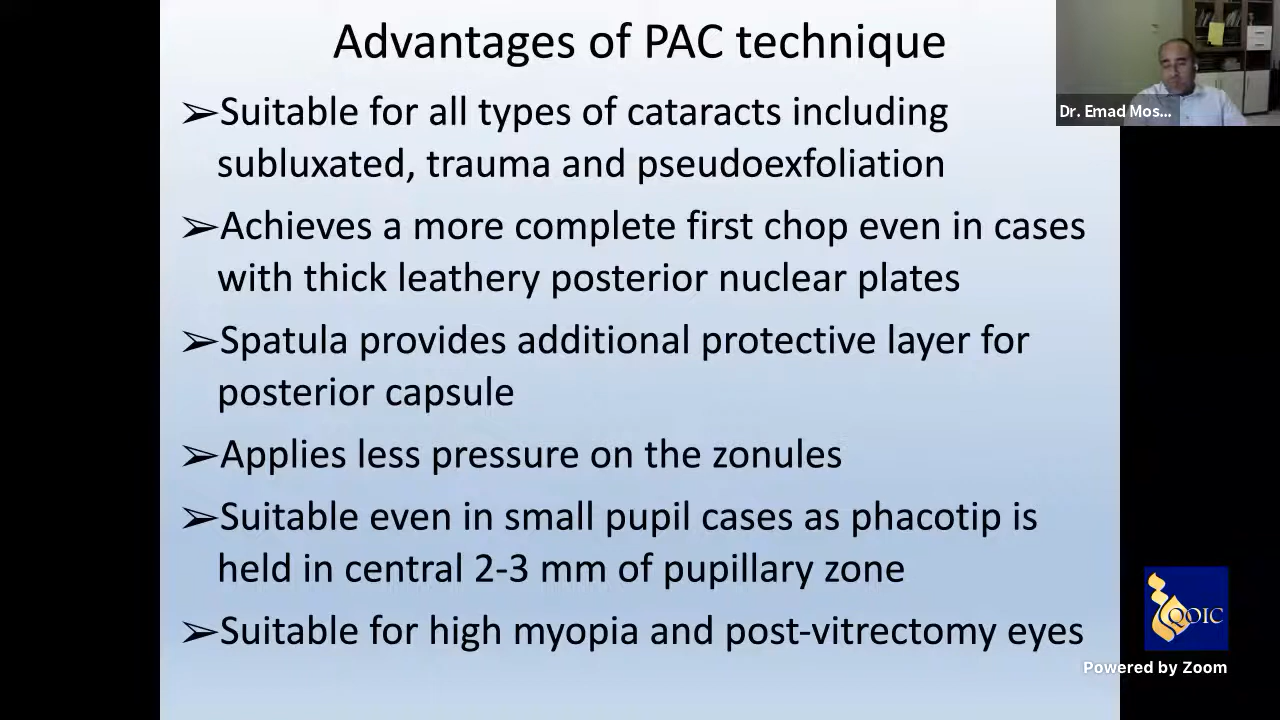 Advantages of PAC technique
Dr. Emad Mos...
➢Suitable for all types of cataracts including
subluxated, trauma and pseudoexfoliation
➢Achieves a more complete first chop even in cases
with thick leathery posterior nuclear plates
➢Spatula provides additional protective layer for
posterior capsule
➢Applies less pressure on the zonules
➢Suitable even in small pupil cases as phacotip is
held in central 2-3 mm of pupillary zone
➢Suitable for high myopia and post-vitrectomy eyes
QOIC
Powered by Zoom